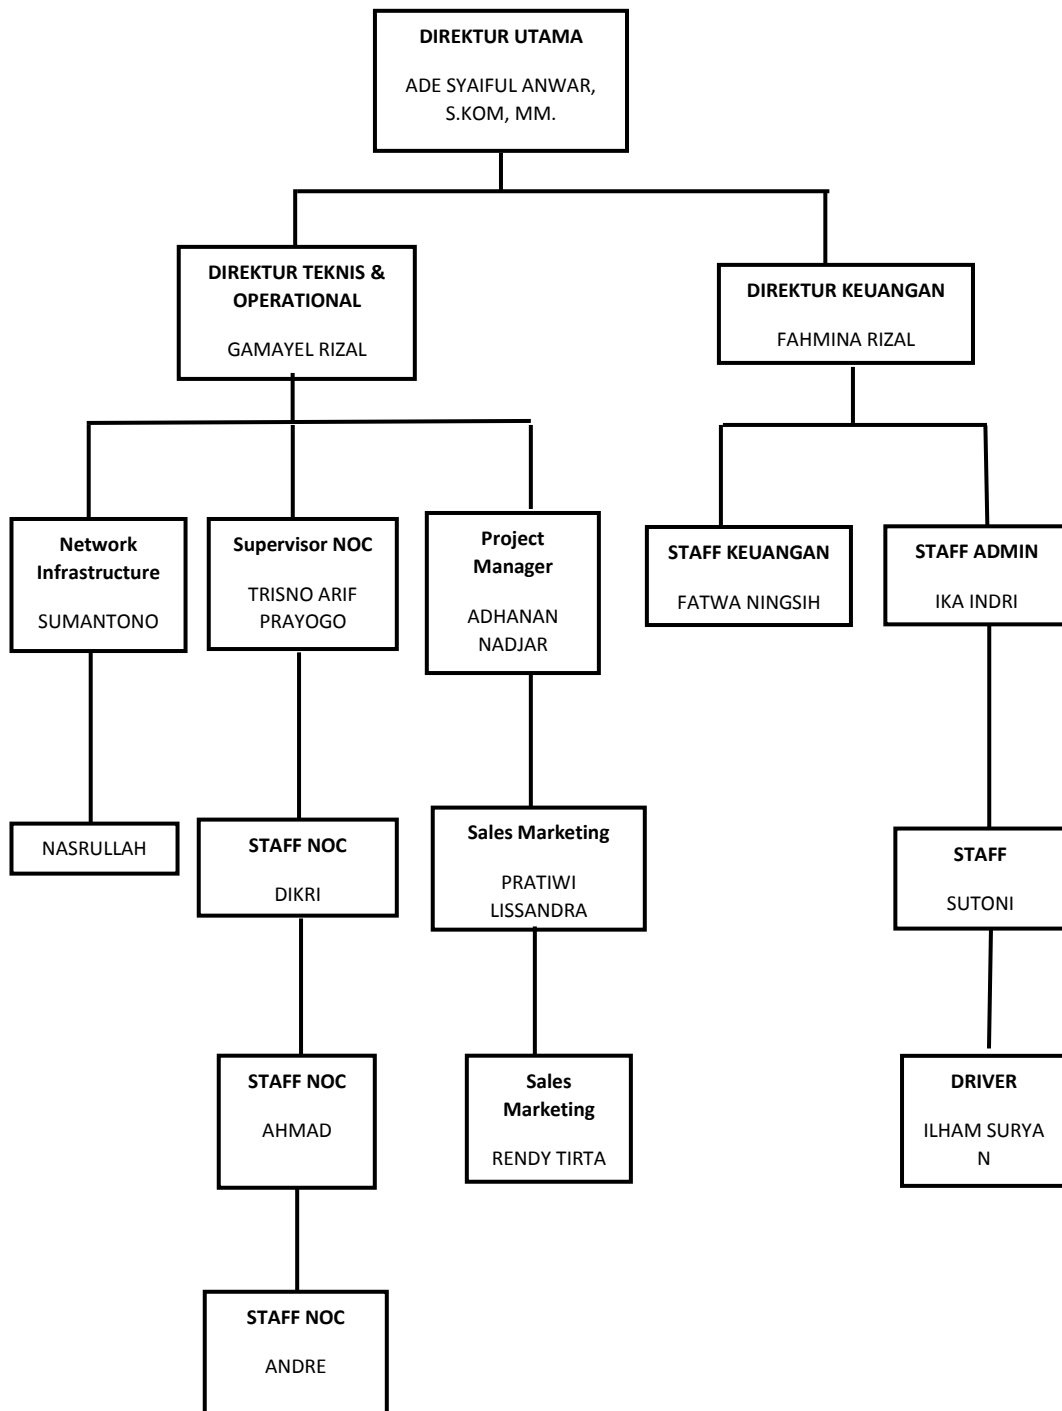 DIREKTUR UTAMA
ADE SYAIFUL ANWAR,
S.KOM, MM.
DIREKTUR TEKNIS &
OPERATIONAL
GAMAYEL RIZAL
DIREKTUR KEUANGAN
FAHMINA RIZAL
Network
Infrastructure
SUMANTONO
Supervisor NOC
TRISNO ARIF
PRAYOGO
Project
Manager
ADHANAN
NADJAR
STAFF KEUANGAN
FATWA NINGSIH
STAFF ADMIN
IKA INDRI
NASRULLAH
STAFF NOC
DIKRI
Sales Marketing
PRATIWI
LISSANDRA
STAFF
SUTONI
STAFF NOC
AHMAD
Sales
Marketing
RENDY TIRTA
DRIVER
ILHAM SURYA
N
STAFF NOC
ANDRE